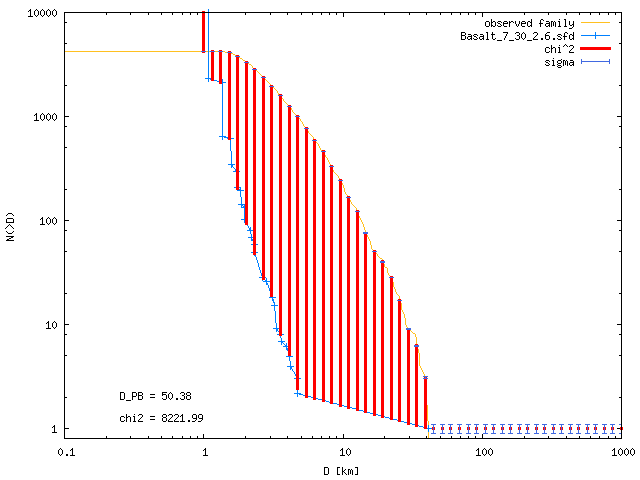 observed family
Basalt_7_30_2.6.sfd
chi^2
sigma
10000
1000
100
10
1
N(>D)
D_PB = 50.38
chi2 = 8221.99
0.1 1 10 100 1000
D [km]